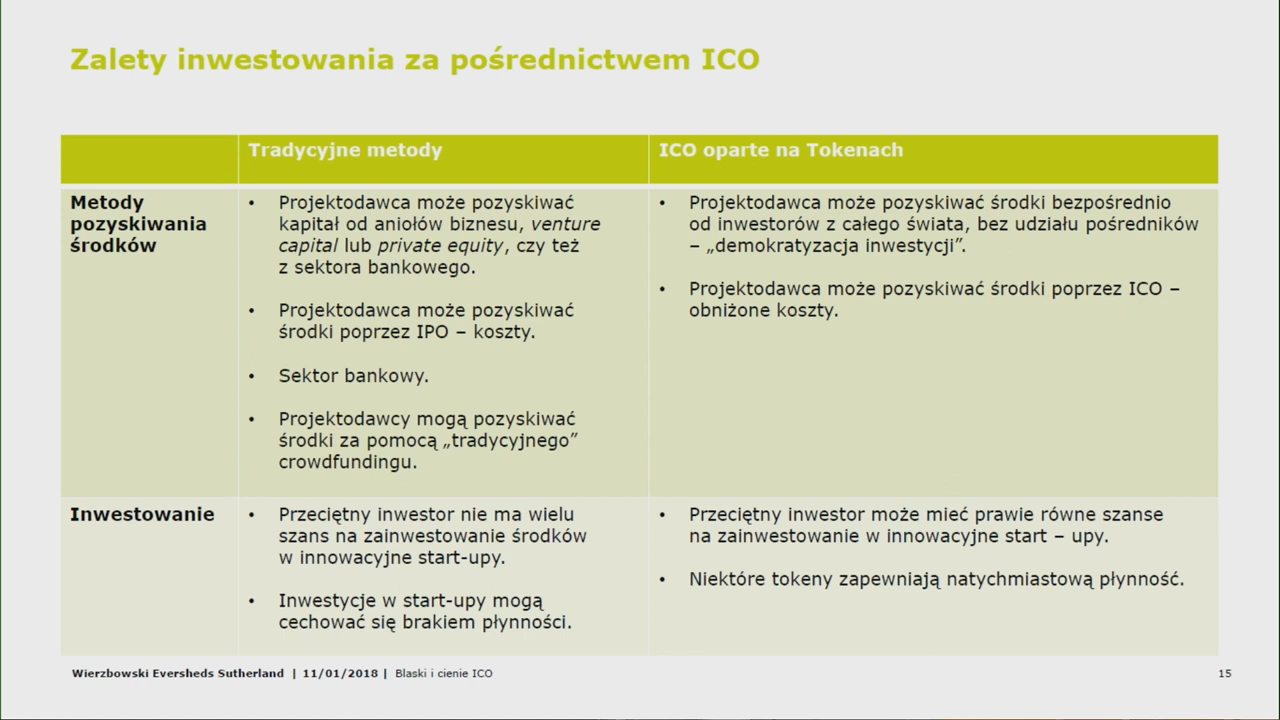 Zalety inwestowania za pośrednictwem ICO
Tradycyjne metody
ICO oparte na Tokenach
Metody
pozyskiwania
środków
• Projektodawca może pozyskiwać
kapitał od aniołów biznesu, venture
capital lub private equity, czy też
z sektora bankowego.
• Projektodawca może pozyskiwać
środki poprzez IPO – koszty.
• Sektor bankowy.
• Projektodawcy mogą pozyskiwać
środki za pomocą „tradycyjnego”
crowdfundingu.
• Projektodawca może pozyskiwać środki bezpośrednio
od inwestorów z całego świata, bez udziału pośredników
– „demokratyzacja inwestycji”.
• Projektodawca może pozyskiwać środki poprzez ICO –
obniżone koszty.
Inwestowanie
• Przeciętny inwestor nie ma wielu
szans na zainwestowanie środków
w innowacyjne start-upy.
• Inwestycje w start-upy mogą
cechować się brakiem płynności.
• Przeciętny inwestor może mieć prawie równe szanse
na zainwestowanie w innowacyjne start – upy.
• Niektóre tokeny zapewniają natychmiastową płynność.
Wierzbowski Eversheds Sutherland | 11/01/2018 | Blaski i cienie ICO
15